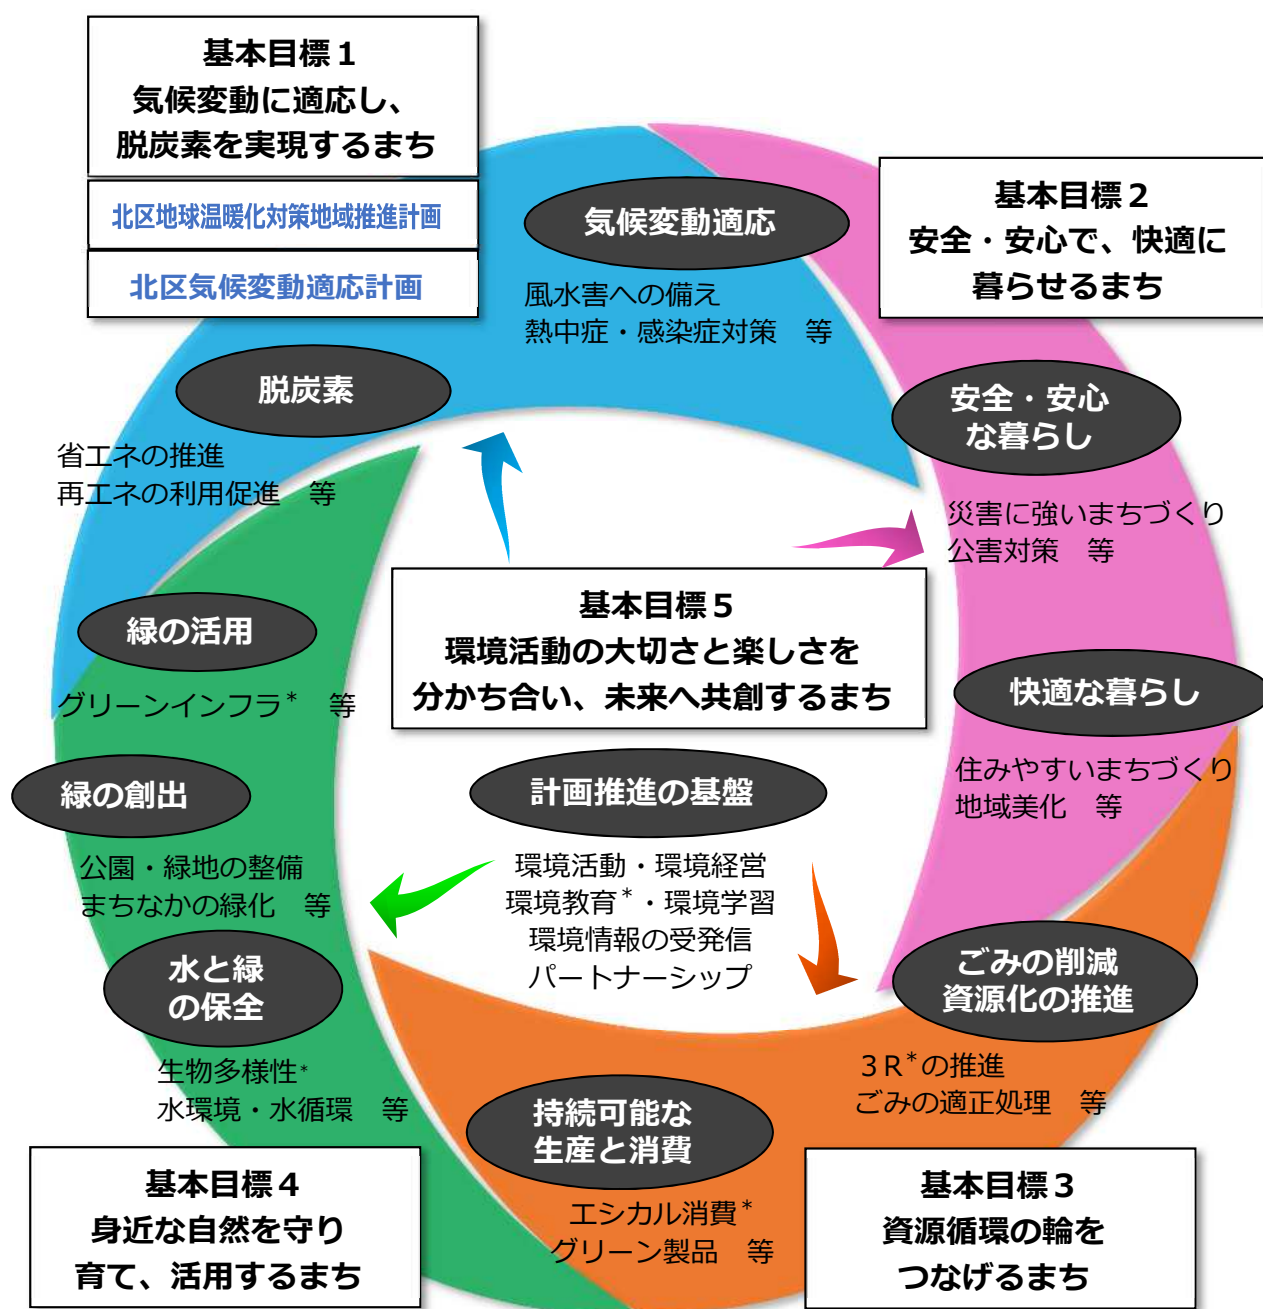 基本目標１
気候変動に適応し、
脱炭素を実現するまち
北区地球温暖化対策地域推進計画
北区気候変動適応計画
気候変動適応
風水害への備え
熱中症・感染症対策　等
脱炭素
省エネの推進
再エネの利用促進　等
基本目標２
安全・安心で、快適に
暮らせるまち
安全・安心
な暮らし
災害に強いまちづくり
公害対策　等
快適な暮らし
住みやすいまちづくり
地域美化　等
基本目標５
環境活動の大切さと楽しさを
分かち合い、未来へ共創するまち
計画推進の基盤
環境活動・環境経営
環境教育*・環境学習
環境情報の受発信
パートナーシップ
緑の活用
グリーンインフラ*　等
緑の創出
公園・緑地の整備
まちなかの緑化　等
水と緑
の保全
生物多様性*
水環境・水循環　等
基本目標４
身近な自然を守り
育て、活用するまち
ごみの削減
資源化の推進
３R*の推進
ごみの適正処理　等
持続可能な
生産と消費
エシカル消費*
グリーン製品　等
基本目標３
資源循環の輪を
つなげるまち